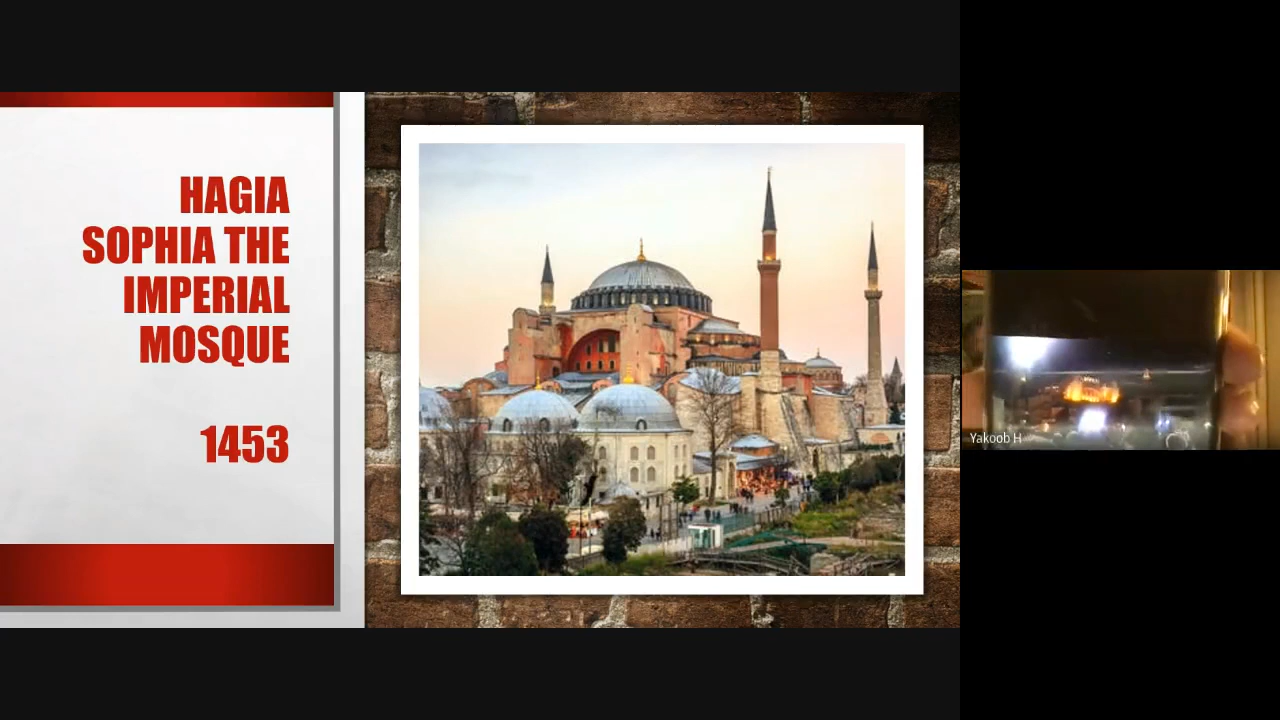 HAGIA
SOPHIA THE
IMPERIAL
MOSQUE
1453
Yakoob H